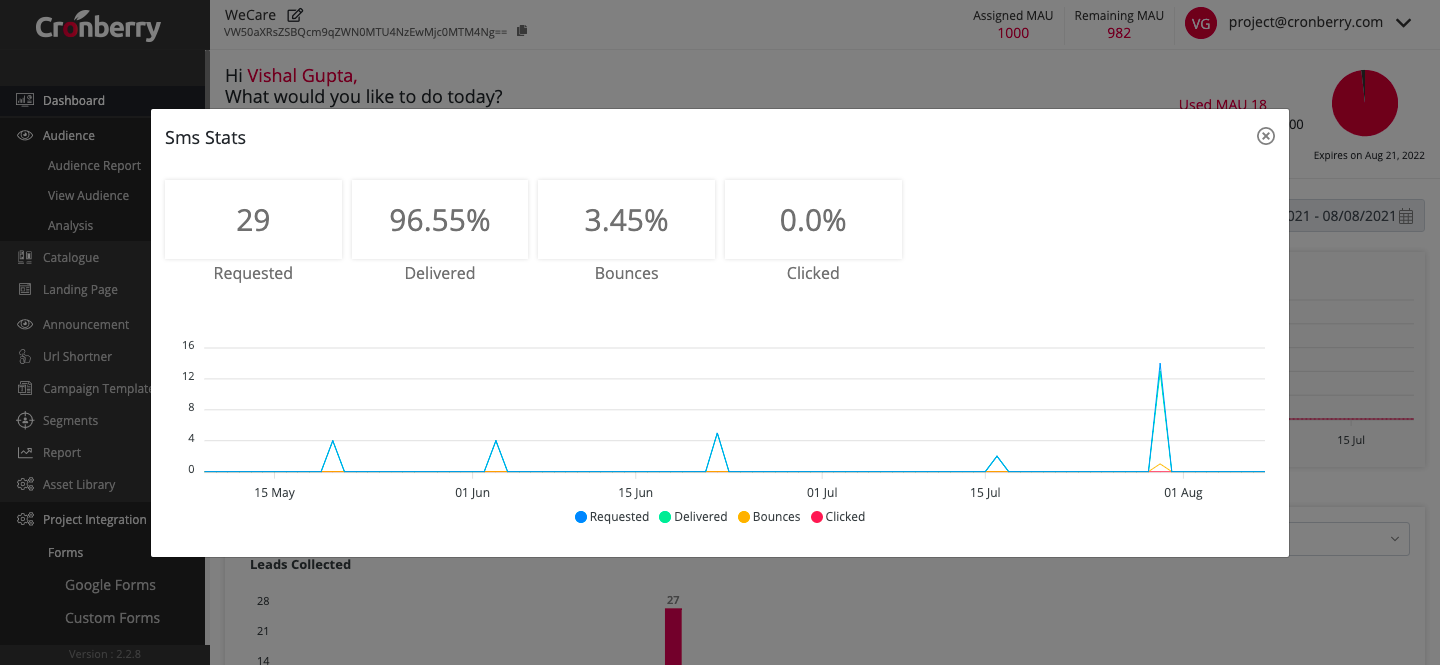 Cronberry
WeCare
VW50aXRsZSBQcm9qZWN0MTU4NzEwMjc0MTM4Ng==
Assigned MAU
1000
Remaining MAU
982
VG
project@cronberry.com
Hi Vishal Gupta,
What would you like to do today?
Used MAU 18
00
Expires on Aug 21, 2022
021 - 08/08/2021
Dashboard
Audience
Audience Report
View Audience
Analysis
Catalogue
Landing Page
Announcement
Url Shortner
Campaign Template
Segments
Report
Asset Library
Project Integration
Forms
Google Forms
Custom Forms
Version : 2.2.8
Sms Stats
29
Requested
96.55%
Delivered
3.45%
Bounces
0.0%
Clicked
16
12
8
4
0
15 May
01 Jun
15 Jun
01 Jul
15 Jul
01 Aug
Requested
Delivered
Bounces
Clicked
15 Jul
Leads Collected
28
21
14
27